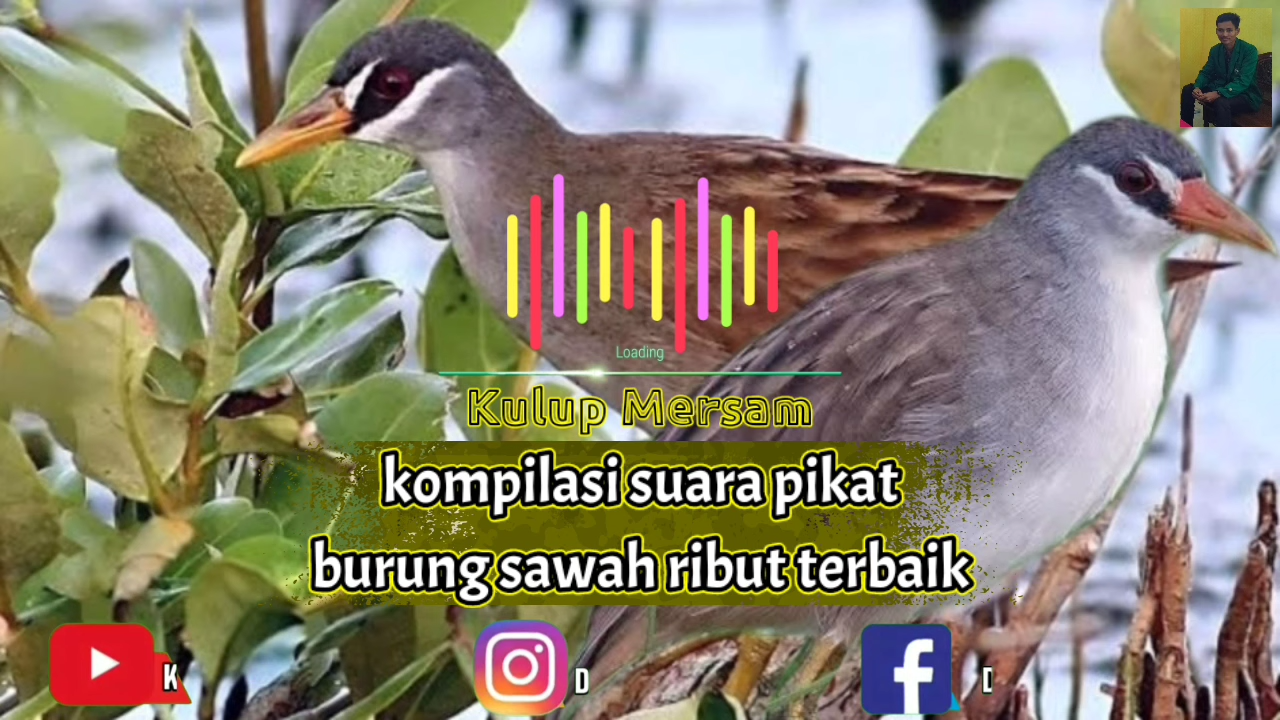 Loading
Kulup Mersam
kompilasi suara pikat
burung sawah ribut terbaik
K
D